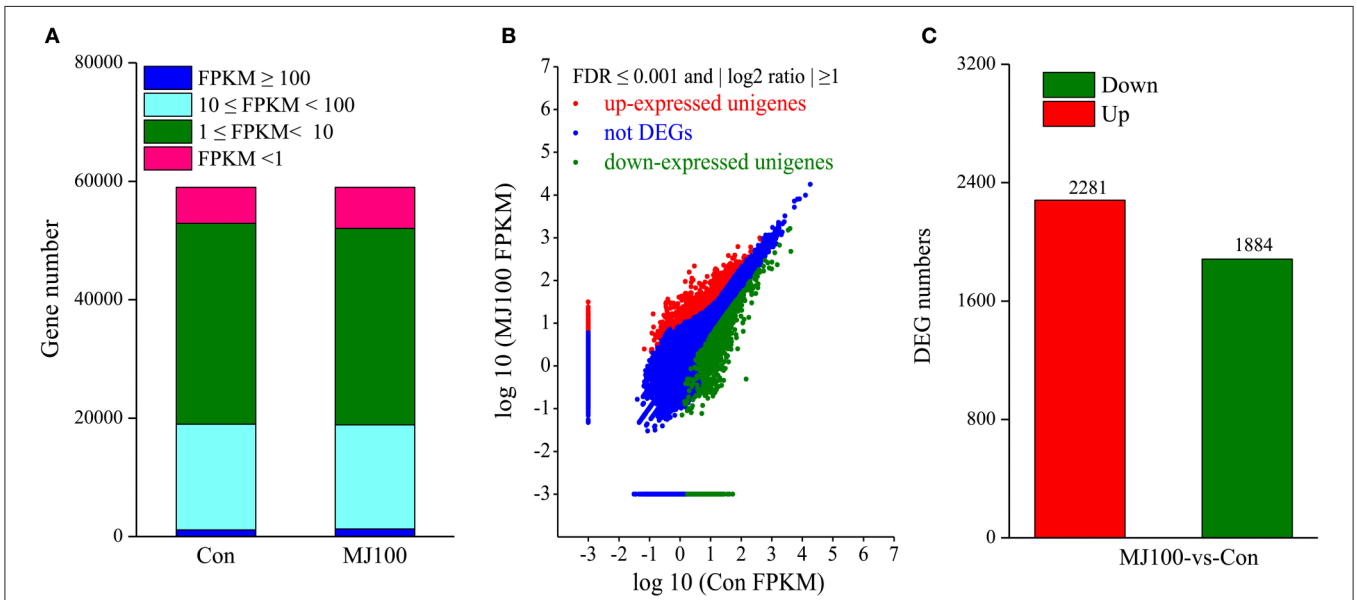 A
80000
60000
40000
20000
0
Gene number
FPKM ≥ 100
10 ≤ FPKM < 100
1 ≤ FPKM< 10
FPKM <1
Con
MJ100
B
7
6
5
4
3
2
1
0
-1
-2
-3
log 10 (MJ100 FPKM)
FDR ≤ 0.001 and | log2 ratio | ≥1
up-expressed unigenes
not DEGs
down-expressed unigenes
-3 -2 -1 0 1 2 3 4 5 6 7
log 10 (Con FPKM)
C
3200
2400
1600
800
0
DEG numbers
Down
Up
2281
1884
MJ100-vs-Con